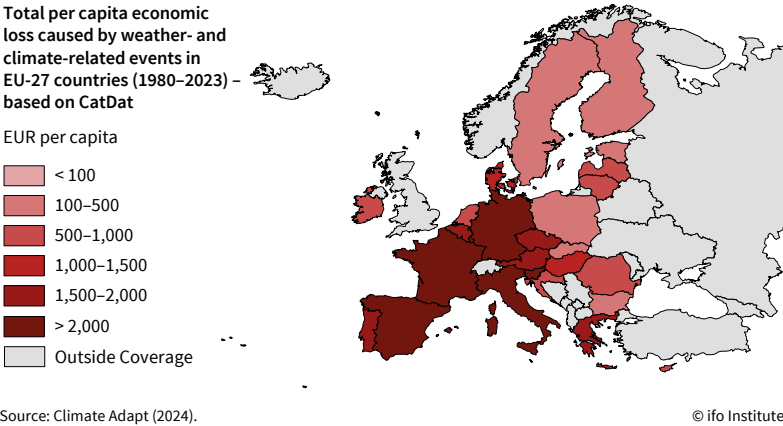 Total per capita economic
loss caused by weather- and
climate-related events in
EU-27 countries (1980–2023) –
based on CatDat
EUR per capita
< 100
100–500
500–1,000
1,000–1,500
1,500–2,000
> 2,000
Outside Coverage
Source: Climate Adapt (2024).
© ifo Institute